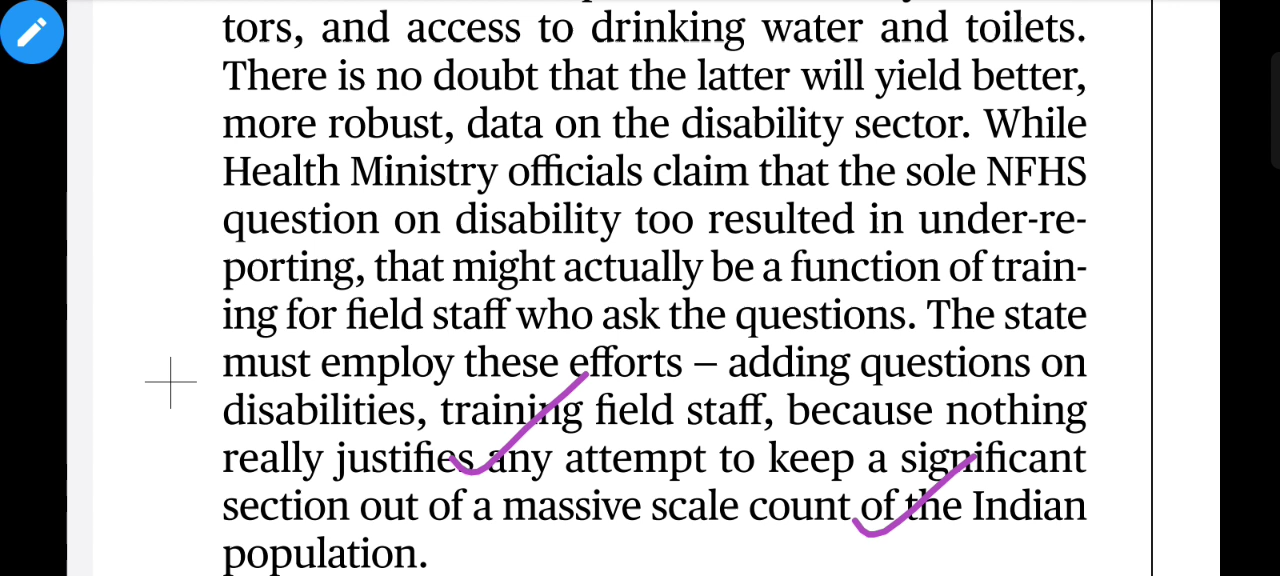 tors, and access to drinking water and toilets.
There is no doubt that the latter will yield better,
more robust, data on the disability sector. While
Health Ministry officials claim that the sole NFHS
question on disability too resulted in under-re-
porting, that might actually be a function of train-
ing for field staff who ask the questions. The state
must employ these efforts – adding questions on
disabilities, training field staff, because nothing
really justifies any attempt to keep a significant
section out of a massive scale count of the Indian
population.